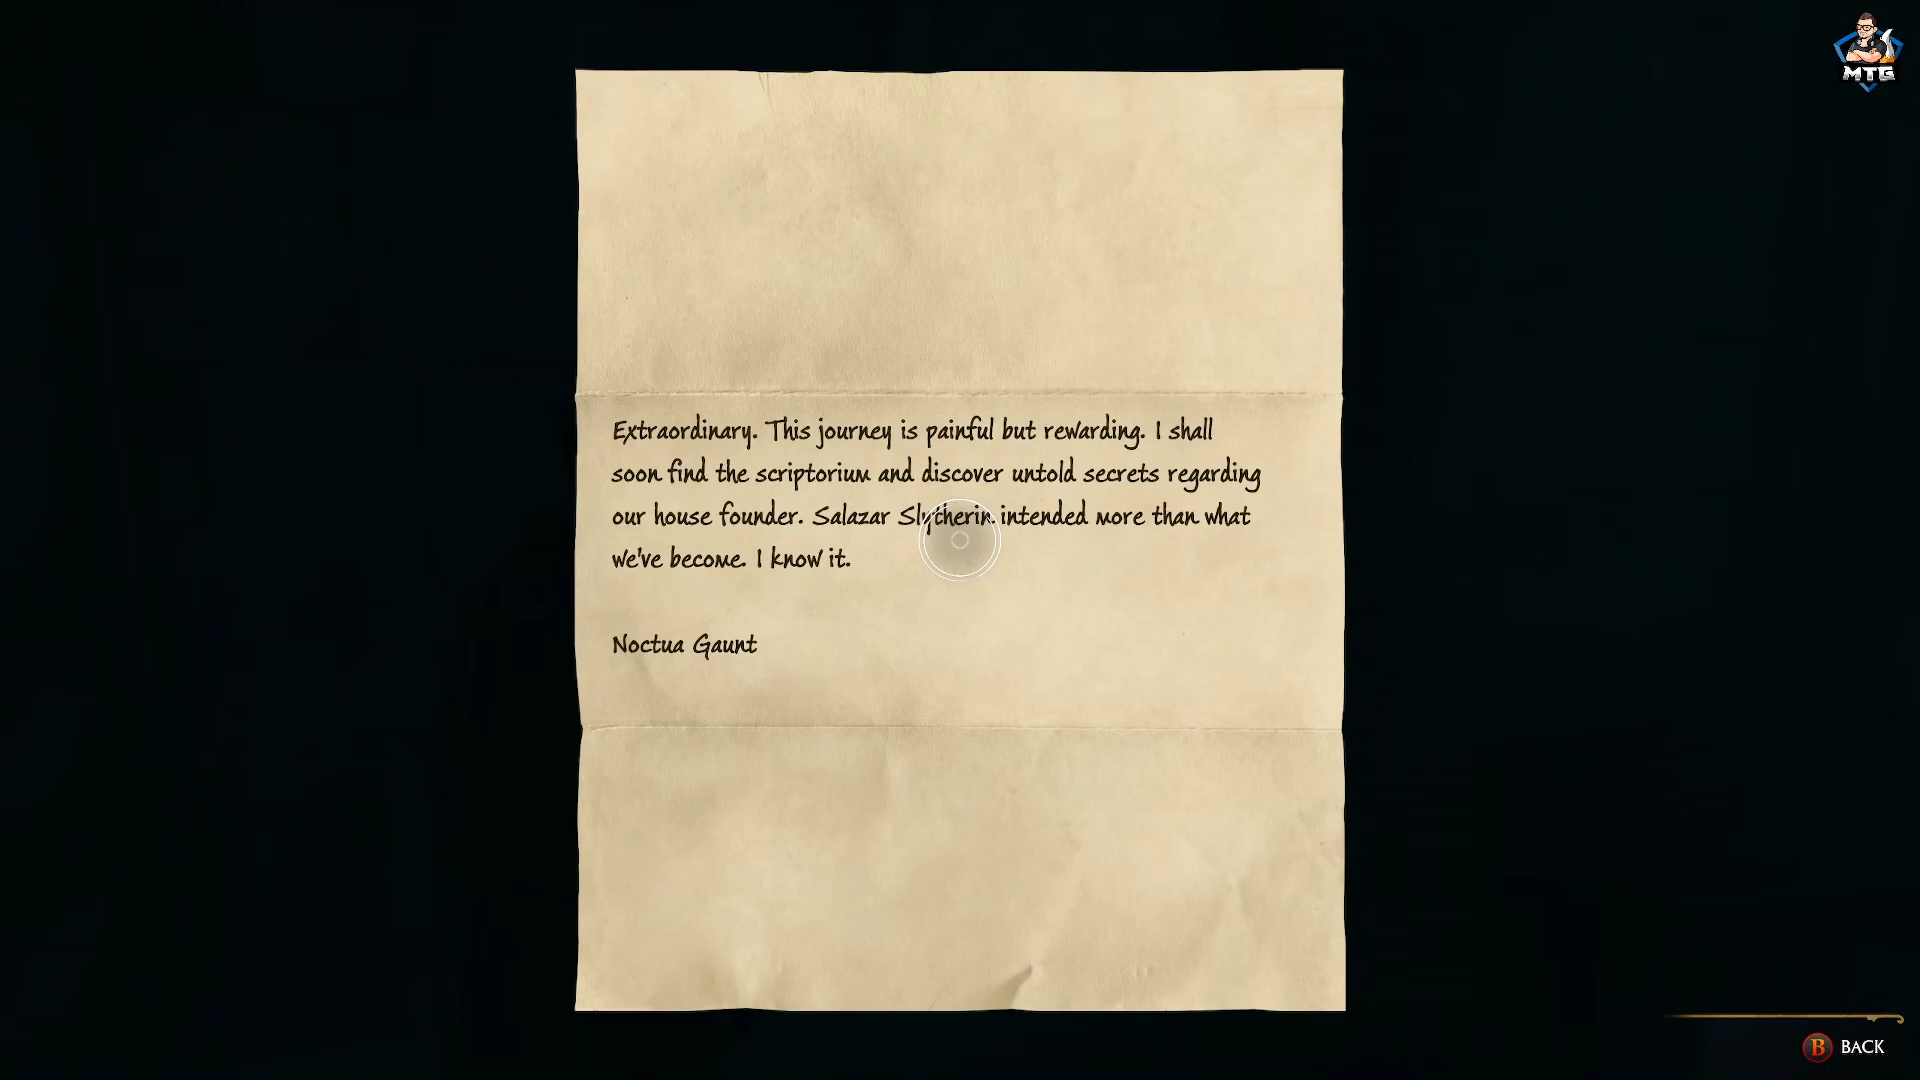 MTG
Extraordinary. This journey is painful but rewarding. I shall
soon find the scriptorium and discover untold secrets regarding
our house founder. Salazar Slytherin intended more than what
we've become. I know it.
Noctua Gaunt
B BACK